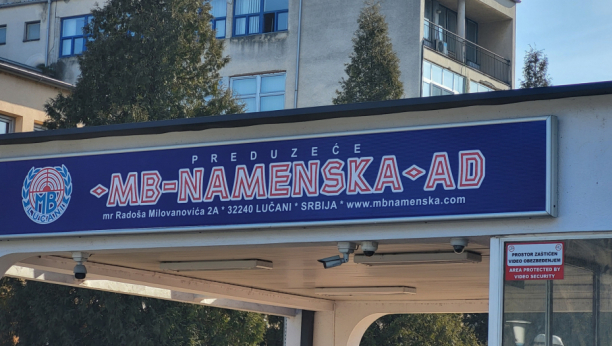 PREDUZEĆE
MB-NAMENSKA AD
mr Radoša Milovanovića 2A * 32240 LUČANI * SRBIJA * www.mbnamenska.com
MB
LUČANI
PROSTOR ZAŠTIĆEN
VIDEO OBEZBEĐENJEM
AREA PROTECTED BY
VIDEO SECURITY